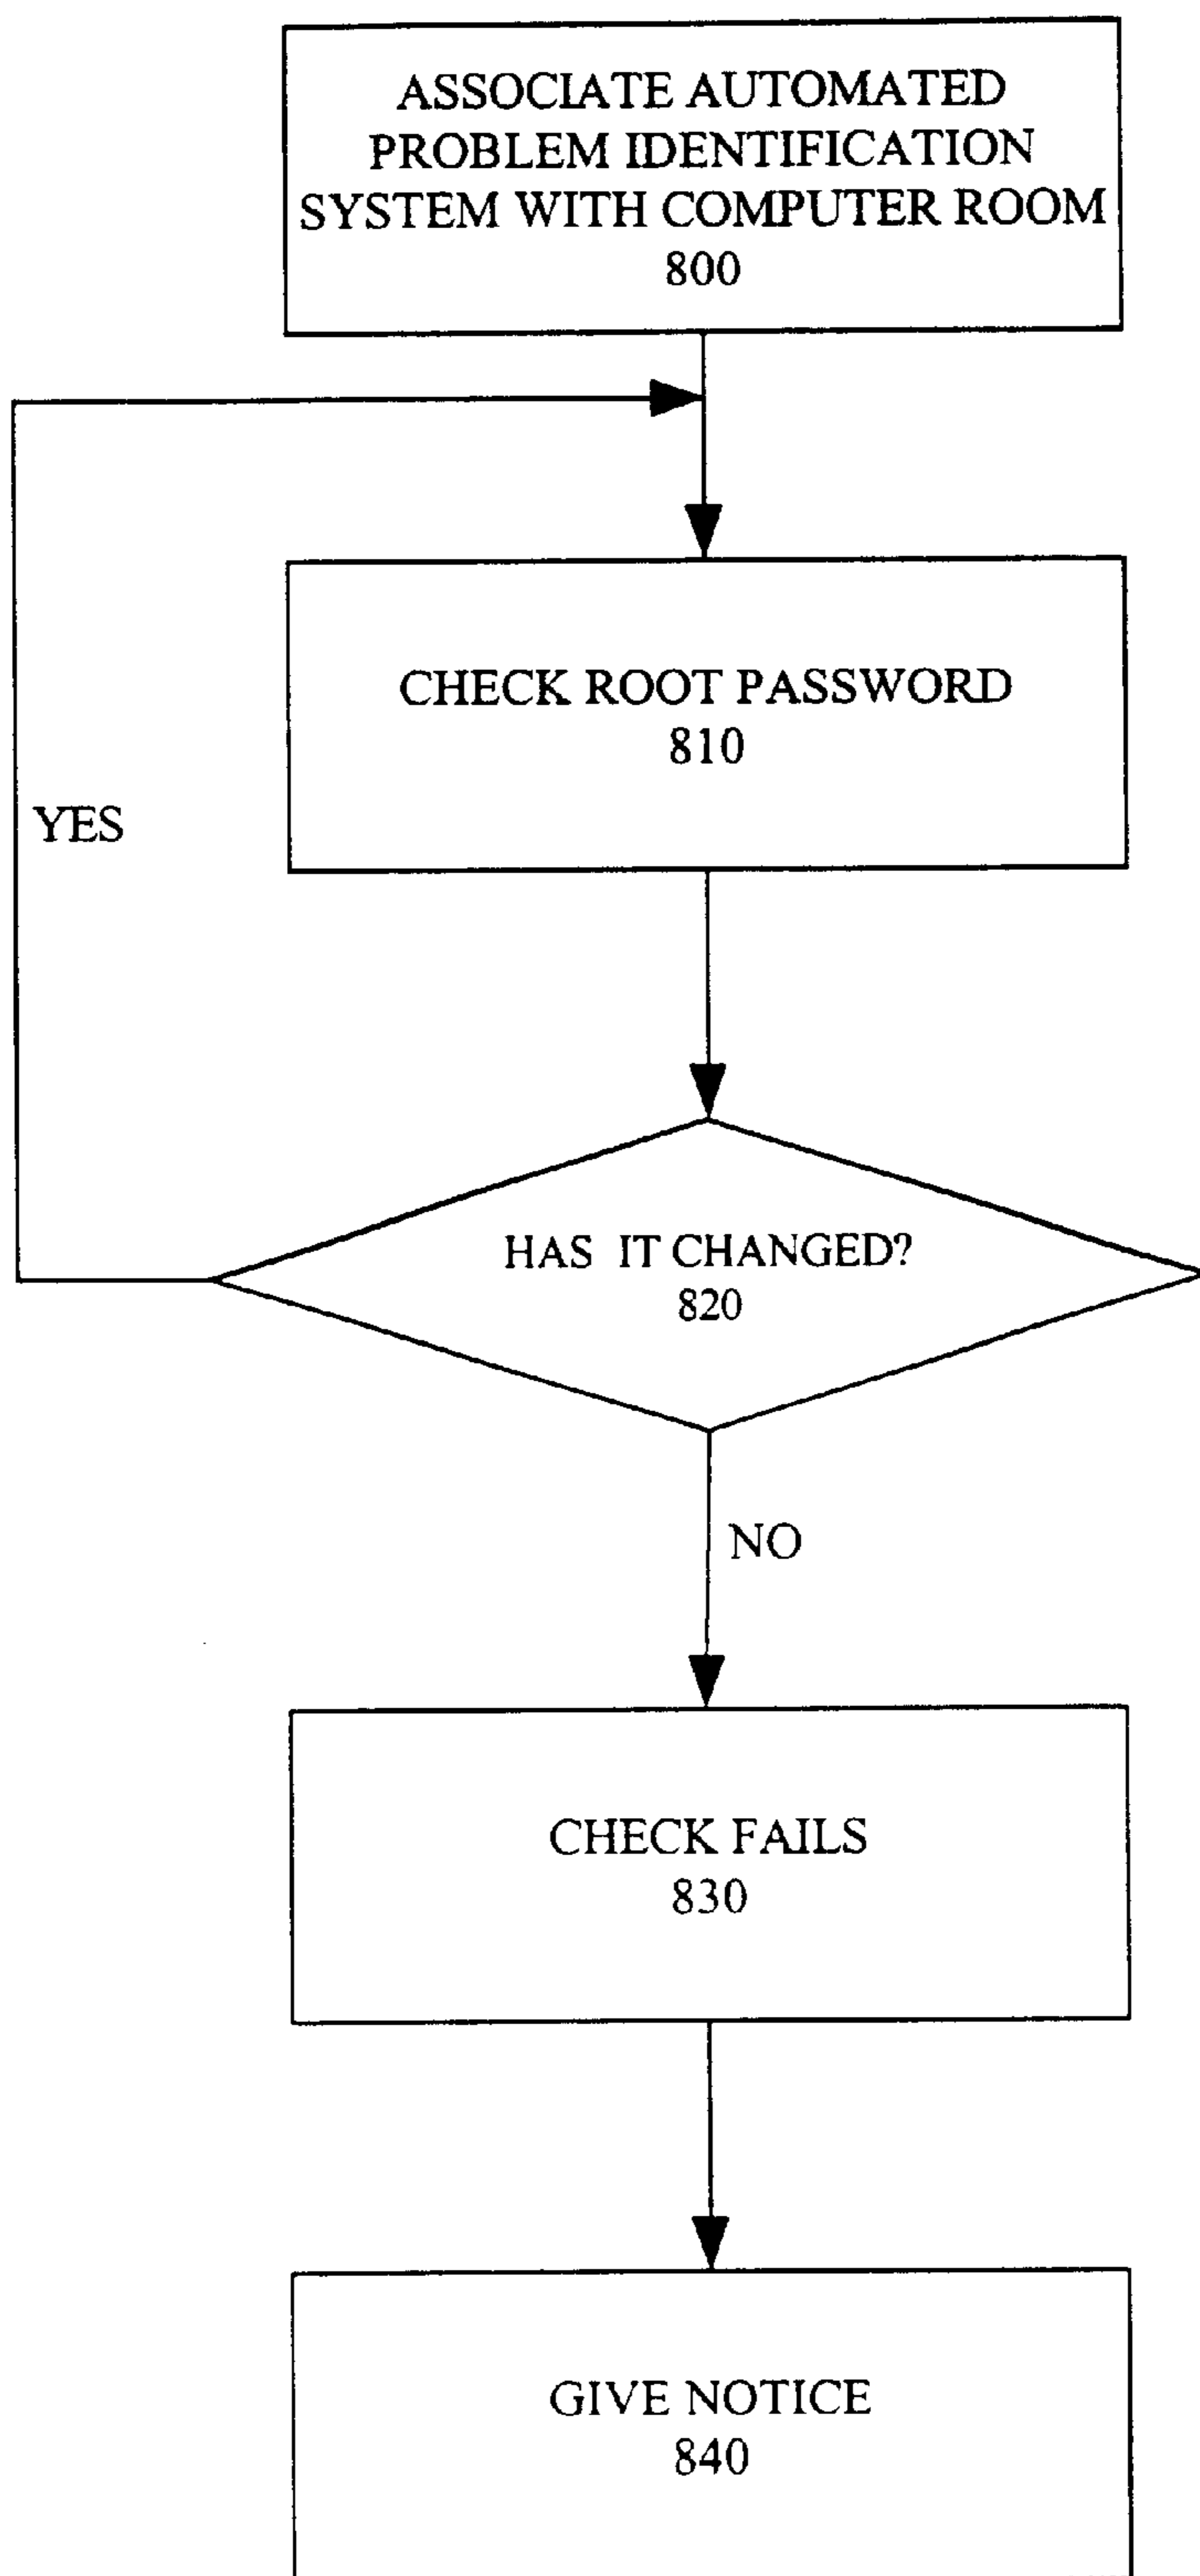 ASSOCIATE AUTOMATED
PROBLEM IDENTIFICATION
SYSTEM WITH COMPUTER ROOM
800
CHECK ROOT PASSWORD
810
YES
HAS IT CHANGED?
820
NO
CHECK FAILS
830
GIVE NOTICE
840